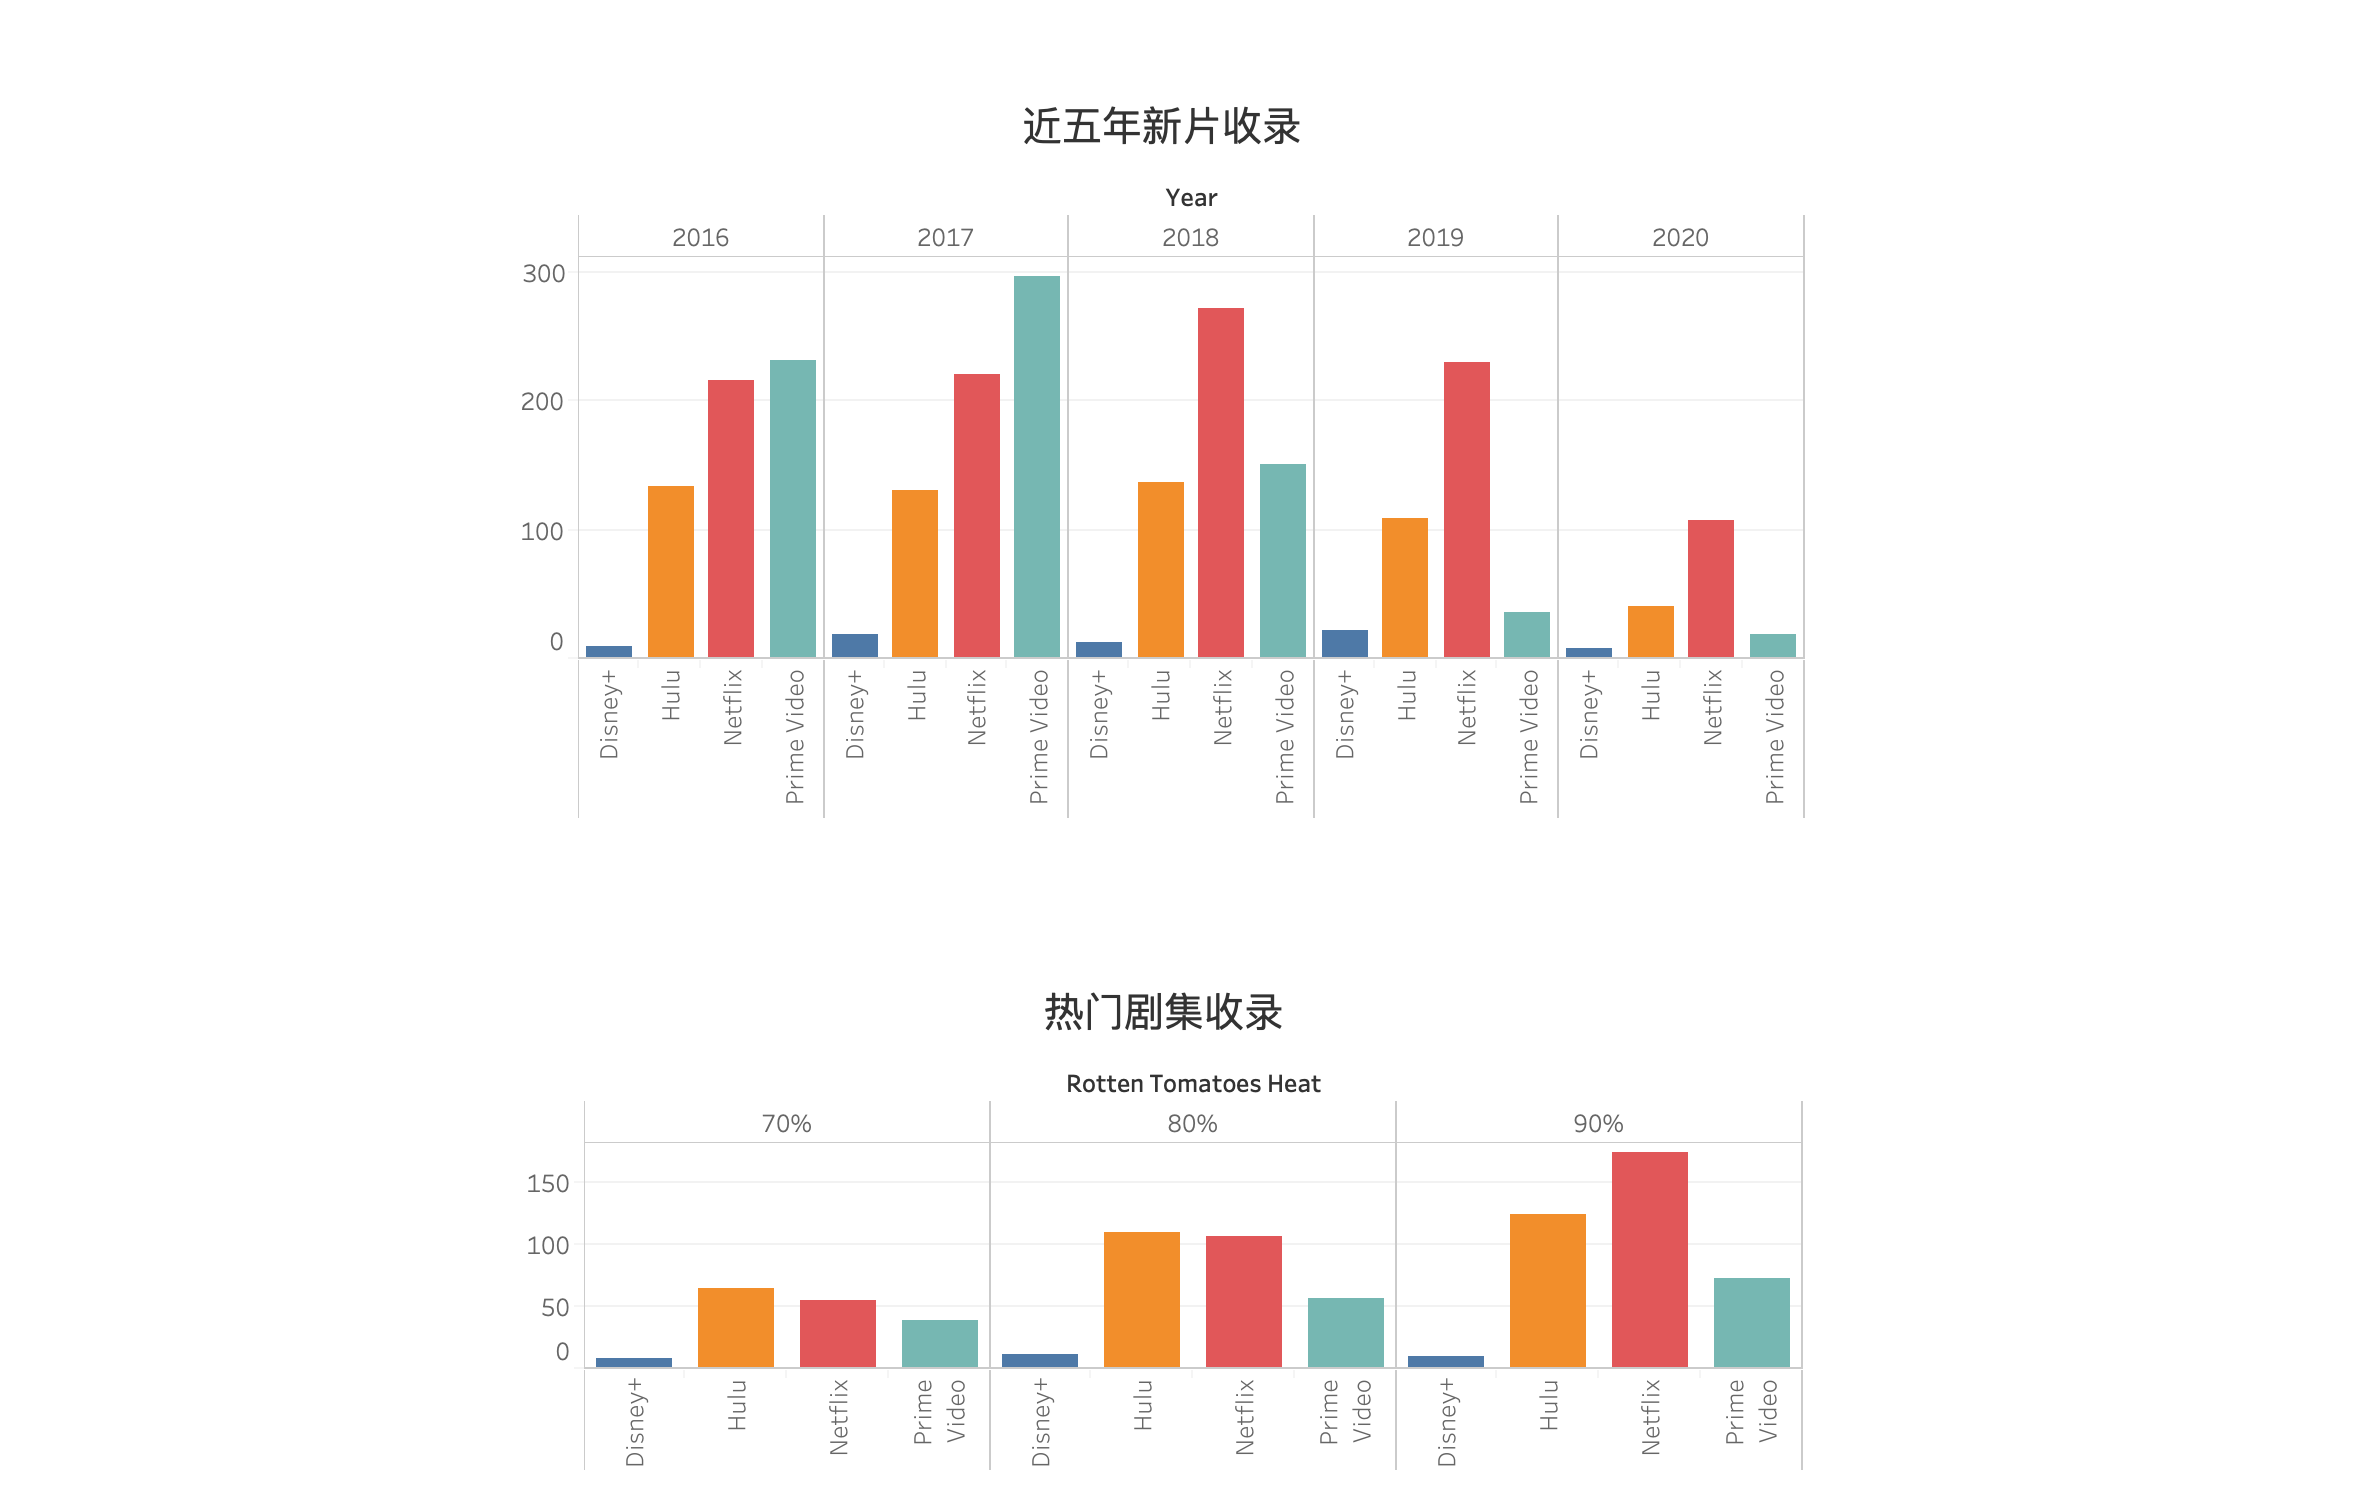 近五年新片收录
Year
2016 2017 2018 2019 2020
300
200
100
0
Disney+ Hulu Netflix Prime Video Disney+ Hulu Netflix Prime Video Disney+ Hulu Netflix Prime Video Disney+ Hulu Netflix Prime Video Disney+ Hulu Netflix Prime Video
热门剧集收录
Rotten Tomatoes Heat
70% 80% 90%
150
100
50
0
Disney+ Hulu Netflix Prime Video Disney+ Hulu Netflix Prime Video Disney+ Hulu Netflix Prime Video